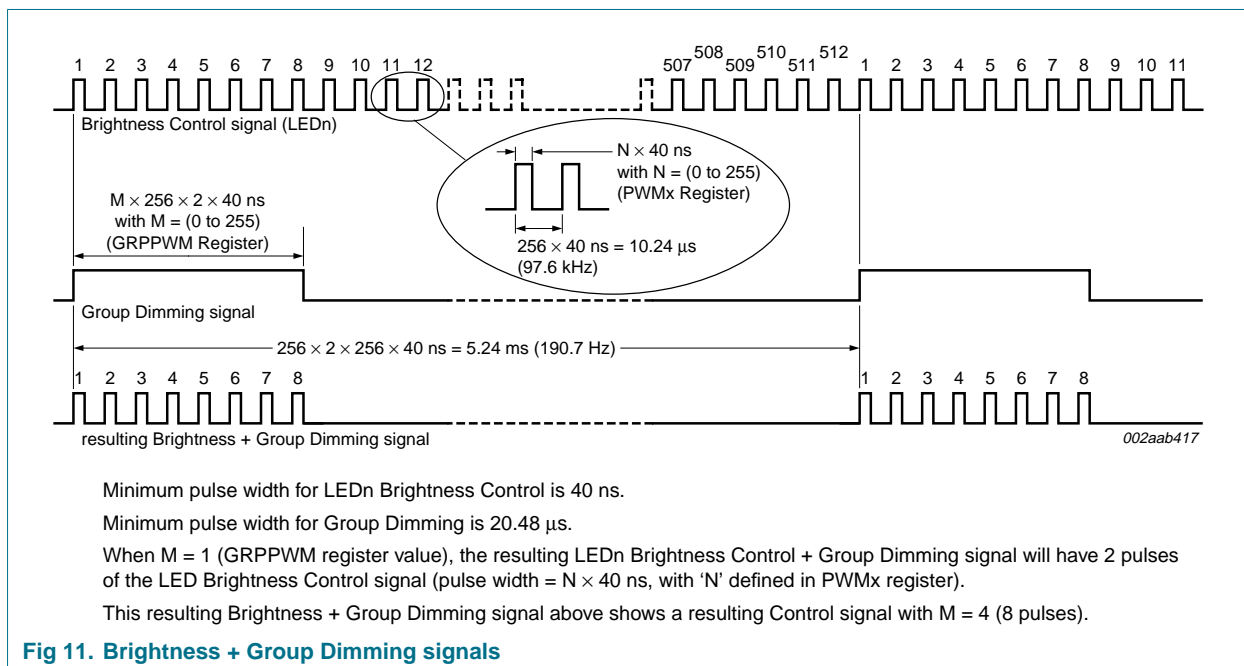 1 2 3 4 5 6 7 8 9 10 11 12 507 508 509 510 511 512 1 2 3 4 5 6 7 8 9 10 11
Brightness Control signal (LEDn)
N × 40 ns
with N = (0 to 255)
(PWMx Register)
256 × 40 ns = 10.24 μs
(97.6 kHz)
M × 256 × 2 × 40 ns
with M = (0 to 255)
(GRPPWM Register)
Group Dimming signal
256 × 2 × 256 × 40 ns = 5.24 ms (190.7 Hz)
1 2 3 4 5 6 7 8 1 2 3 4 5 6 7 8
resulting Brightness + Group Dimming signal
002aab417
Minimum pulse width for LEDn Brightness Control is 40 ns.
Minimum pulse width for Group Dimming is 20.48 μs.
When M = 1 (GRPPWM register value), the resulting LEDn Brightness Control + Group Dimming signal will have 2 pulses
of the LED Brightness Control signal (pulse width = N × 40 ns, with ‘N’ defined in PWMx register).
This resulting Brightness + Group Dimming signal above shows a resulting Control signal with M = 4 (8 pulses).
Fig 11. Brightness + Group Dimming signals